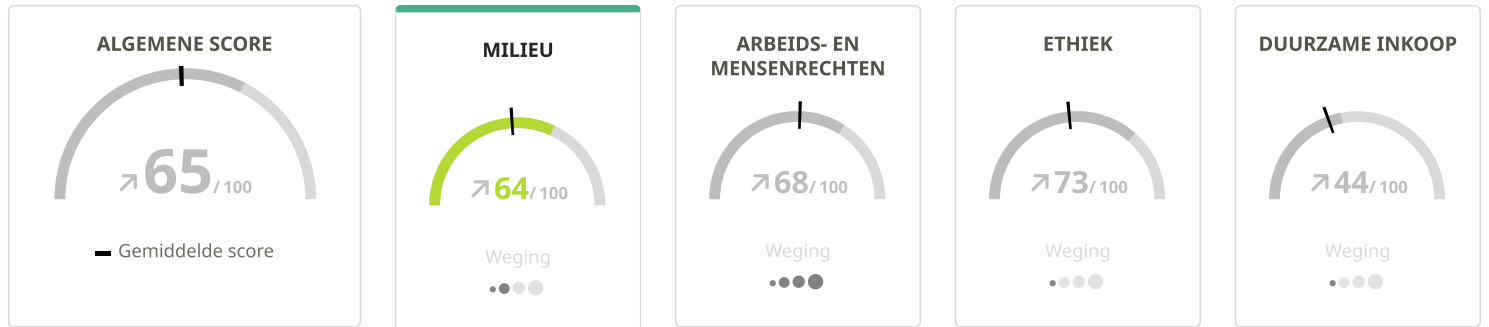 ALGEMENE SCORE
65 / 100
Gemiddelde score
MILIEU
64 / 100
Weging
ARBEIDS- EN
MENSENRECHTEN
68 / 100
Weging
ETHIEK
73 / 100
Weging
DUURZAME INKOOP
44 / 100
Weging